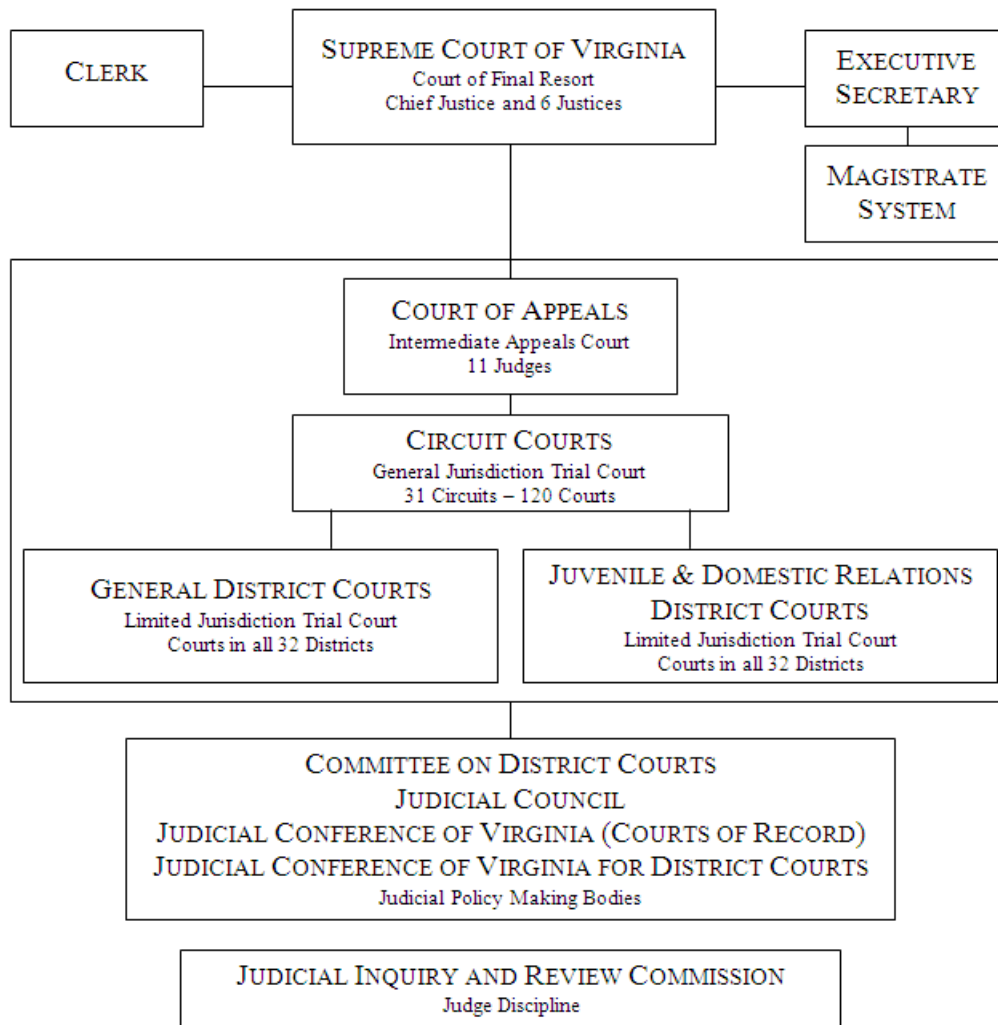 CLERK
SUPREME COURT OF VIRGINIA
Court of Final Resort
Chief Justice and 6 Justices
EXECUTIVE
SECRETARY
MAGISTRATE
SYSTEM
COURT OF APPEALS
Intermediate Appeals Court
11 Judges
CIRCUIT COURTS
General Jurisdiction Trial Court
31 Circuits – 120 Courts
GENERAL DISTRICT COURTS
Limited Jurisdiction Trial Court
Courts in all 32 Districts
JUVENILE & DOMESTIC RELATIONS
DISTRICT COURTS
Limited Jurisdiction Trial Court
Courts in all 32 Districts
COMMITTEE ON DISTRICT COURTS
JUDICIAL COUNCIL
JUDICIAL CONFERENCE OF VIRGINIA (COURTS OF RECORD)
JUDICIAL CONFERENCE OF VIRGINIA FOR DISTRICT COURTS
Judicial Policy Making Bodies
JUDICIAL INQUIRY AND REVIEW COMMISSION
Judge Discipline